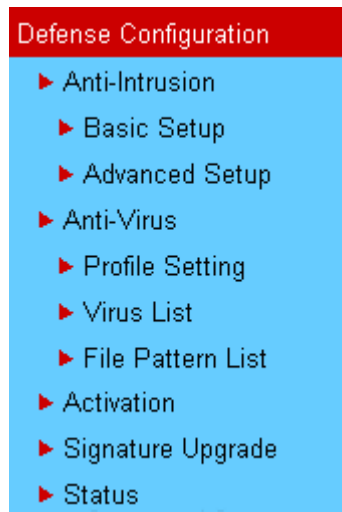 Defense Configuration
Anti-Intrusion
Basic Setup
Advanced Setup
Anti-Virus
Profile Setting
Virus List
File Pattern List
Activation
Signature Upgrade
Status